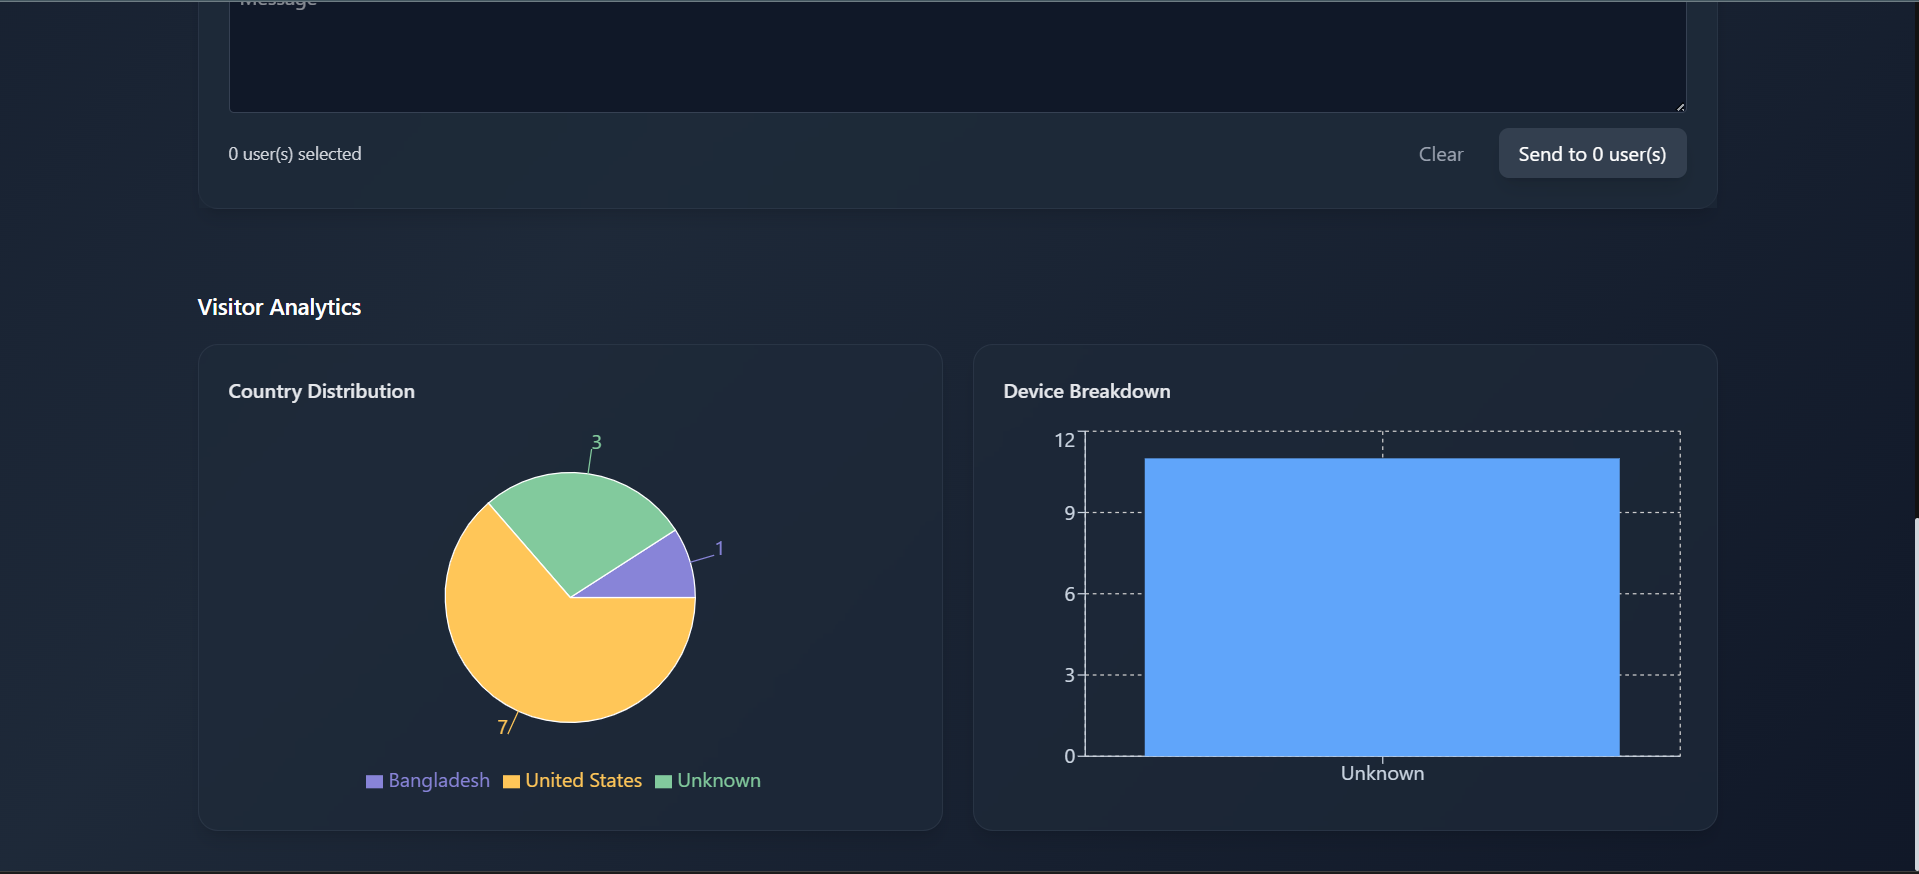 Message
0 user(s) selected
Clear
Send to 0 user(s)
Visitor Analytics
Country Distribution
3
1
7
Bangladesh
United States
Unknown
Device Breakdown
12
9
6
3
0
Unknown